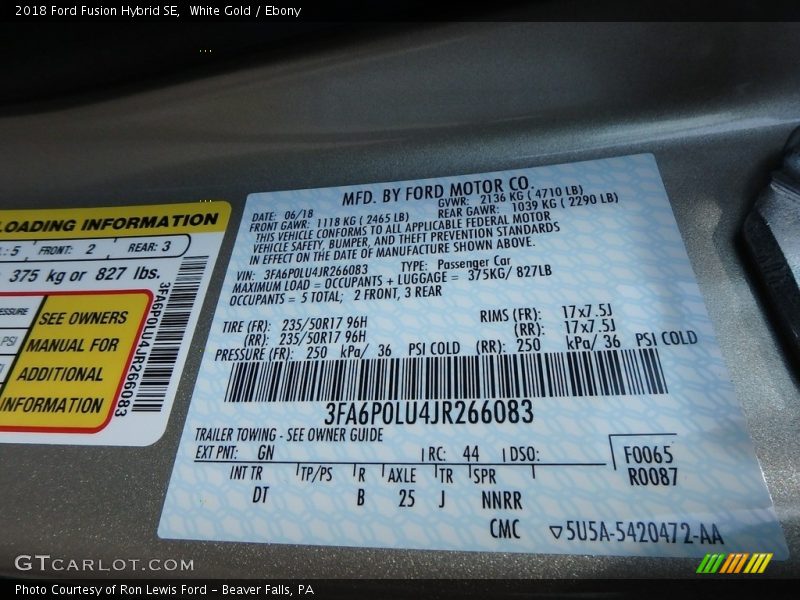 2018 Ford Fusion Hybrid SE, White Gold / Ebony
LOADING INFORMATION
: 5 FRONT: 2 REAR: 3
375 kg or 827 lbs.
PSI
SEE OWNERS
MANUAL FOR
ADDITIONAL
INFORMATION
3FA6P0LU4JR266083
MFD. BY FORD MOTOR CO.
DATE: 06/18 GVWR: 2136 KG ( 4710 LB)
FRONT GAWR: 1118 KG ( 2465 LB) REAR GAWR: 1039 KG ( 2290 LB)
THIS VEHICLE CONFORMS TO ALL APPLICABLE FEDERAL MOTOR
VEHICLE SAFETY, BUMPER, AND THEFT PREVENTION STANDARDS
IN EFFECT ON THE DATE OF MANUFACTURE SHOWN ABOVE.
VIN: 3FA6P0LU4JR266083 TYPE: Passenger Car
MAXIMUM LOAD = OCCUPANTS + LUGGAGE = 375KG/ 827LB
OCCUPANTS = 5 TOTAL; 2 FRONT, 3 REAR
TIRE (FR): 235/50R17 96H RIMS (FR): 17x7.5J
(RR): 235/50R17 96H (RR): 17x7.5J
PRESSURE (FR): 250 kPa/ 36 PSI COLD (RR): 250 kPa/ 36 PSI COLD
3FA6P0LU4JR266083
TRAILER TOWING - SEE OWNER GUIDE
EXT PNT: GN RC: 44 DSO: F0065
INT TR TP/PS R AXLE TR SPR R0087
DT B 25 J NNRR
CMC 5U5A-5420472-AA
GTCARLOT.COM
Photo Courtesy of Ron Lewis Ford – Beaver Falls, PA